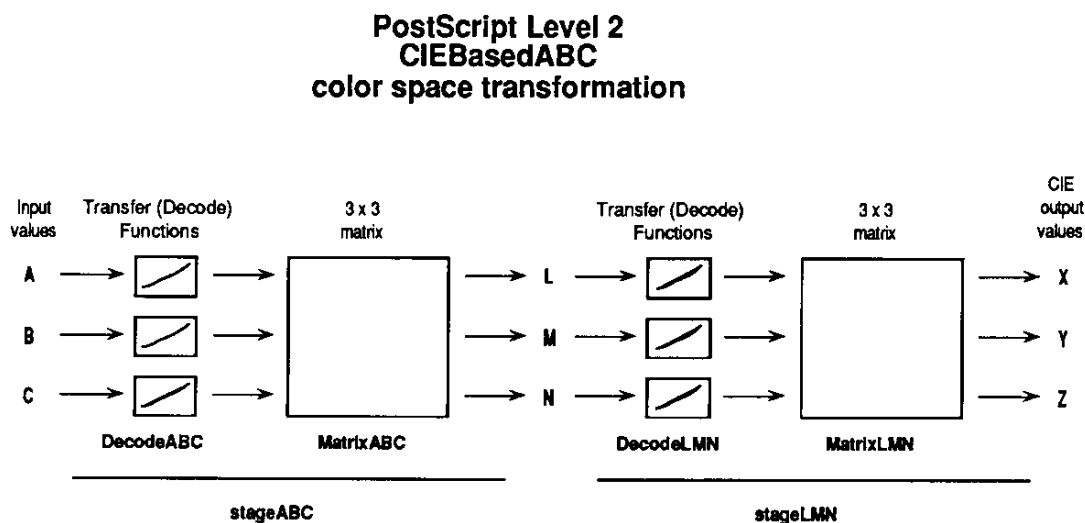 PostScript Level 2
CIEBasedABC
color space transformation
Input
values
Transfer (Decode)
Functions
3 x 3
matrix
Transfer (Decode)
Functions
3 x 3
matrix
CIE
output
values
A
L
X
B
M
Y
C
N
Z
DecodeABC
MatrixABC
DecodeLMN
MatrixLMN
stageABC
stageLMN